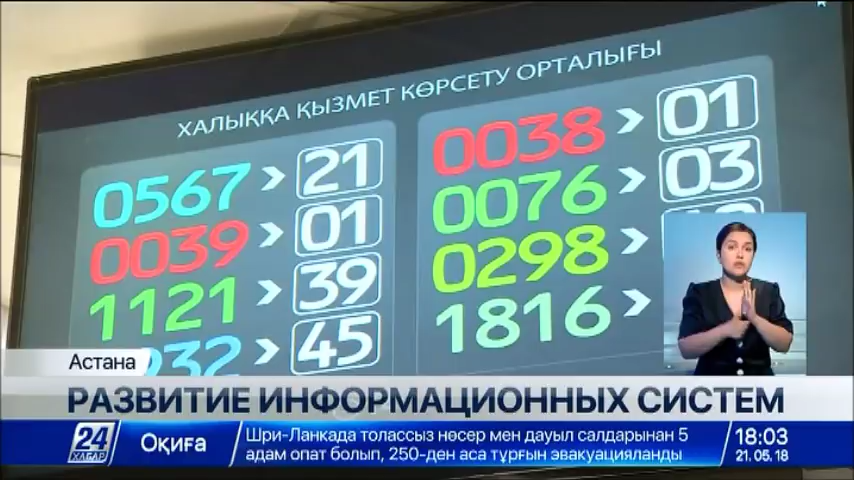 ХАЛЫҚҚА ҚЫЗМЕТ КӨРСЕТУ ОРТАЛЫҒЫ
0567 > 21
0039 > 01
1121 > 39
932 > 45
0038 > 01
0076 > 03
0298 >
1816 >
Астана
РАЗВИТИЕ ИНФОРМАЦИОННЫХ СИСТЕМ
24
ХАБАР
Оқиға
Шри-Ланкада толассыз нөсер мен дауыл салдарынан 5
адам опат болып, 250-ден аса тұрғын эвакуацияланды
18:03
21.05.18